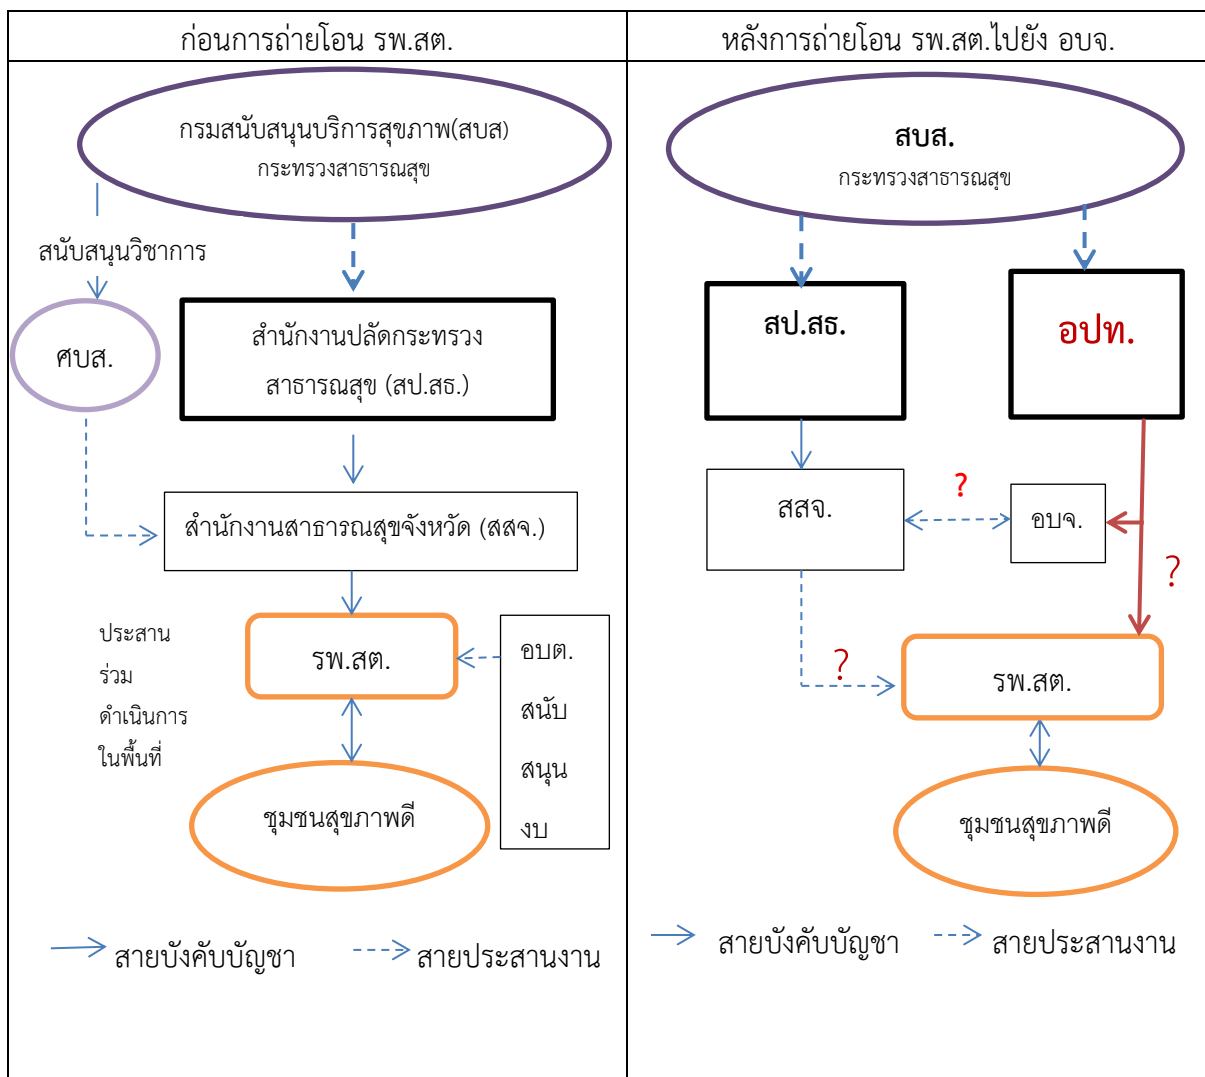 ก่อนการถ่ายโอน รพ.สต.
กรมสนับสนุนบริการสุขภาพ(สบส)
กระทรวงสาธารณสุข
สนับสนุนวิชาการ
ศบส.
สำนักงานปลัดกระทรวง
สาธารณสุข (สป.สธ.)
สำนักงานสาธารณสุขจังหวัด (สสจ.)
ประสาน
ร่วม
ดำเนินการ
ในพื้นที่
รพ.สต.
อบต.
สนับ
สนุน
งบ
ชุมชนสุขภาพดี
สายบังคับบัญชา
สายประสานงาน
หลังการถ่ายโอน รพ.สต.ไปยัง อบจ.
สบส.
กระทรวงสาธารณสุข
สป.สธ.
อปท.
สสจ.
?
อบจ.
?
?
รพ.สต.
ชุมชนสุขภาพดี
สายบังคับบัญชา
สายประสานงาน